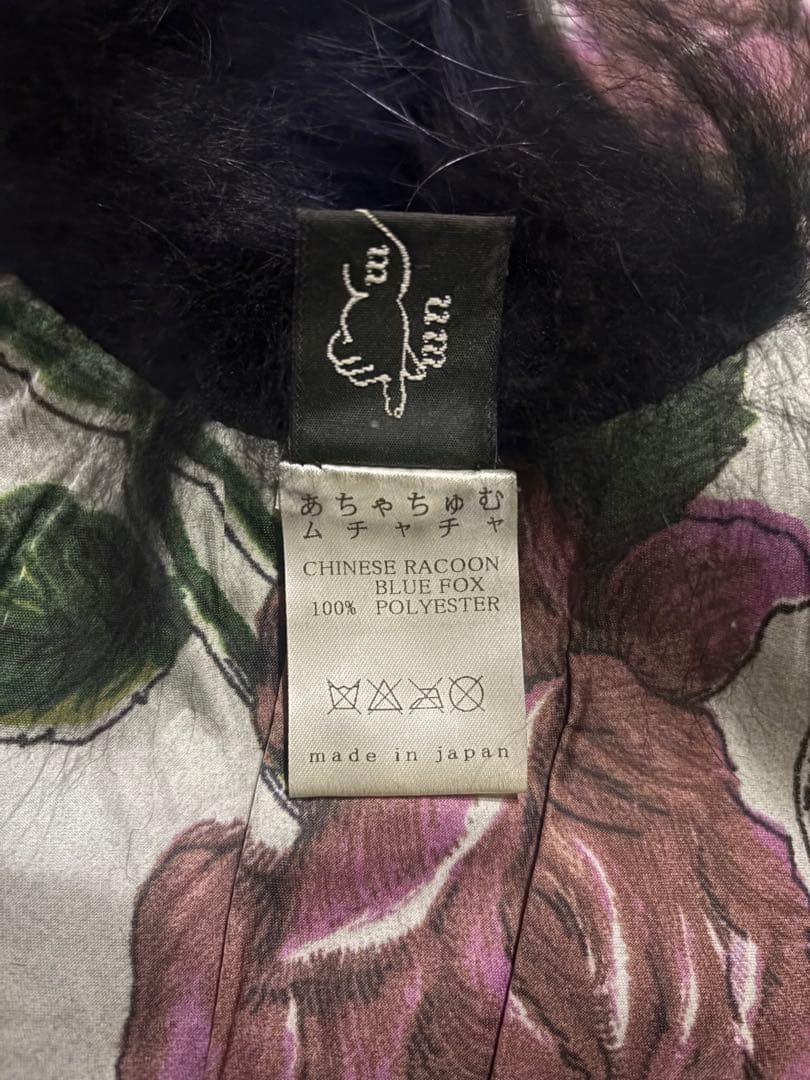 m
um
あちゃちゅむ
ムチャチャ
CHINESE RACOON
BLUE FOX
100% POLYESTER
made in japan